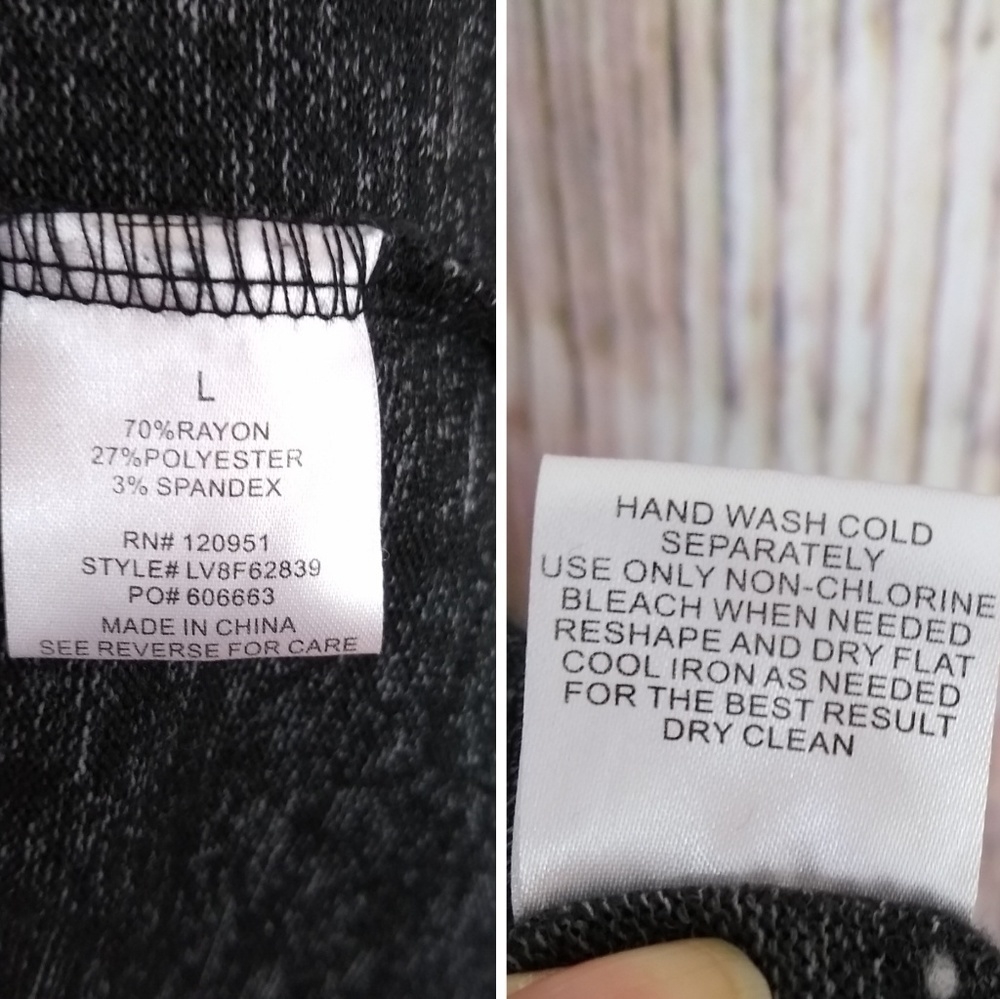 L
70%RAYON
27%POLYESTER
3% SPANDEX
RN# 120951
STYLE# LV8F62839
PO# 606663
MADE IN CHINA
SEE REVERSE FOR CARE
HAND WASH COLD
SEPARATELY
USE ONLY NON-CHLORINE
BLEACH WHEN NEEDED
RESHAPE AND DRY FLAT
COOL IRON AS NEEDED
FOR THE BEST RESULT
DRY CLEAN